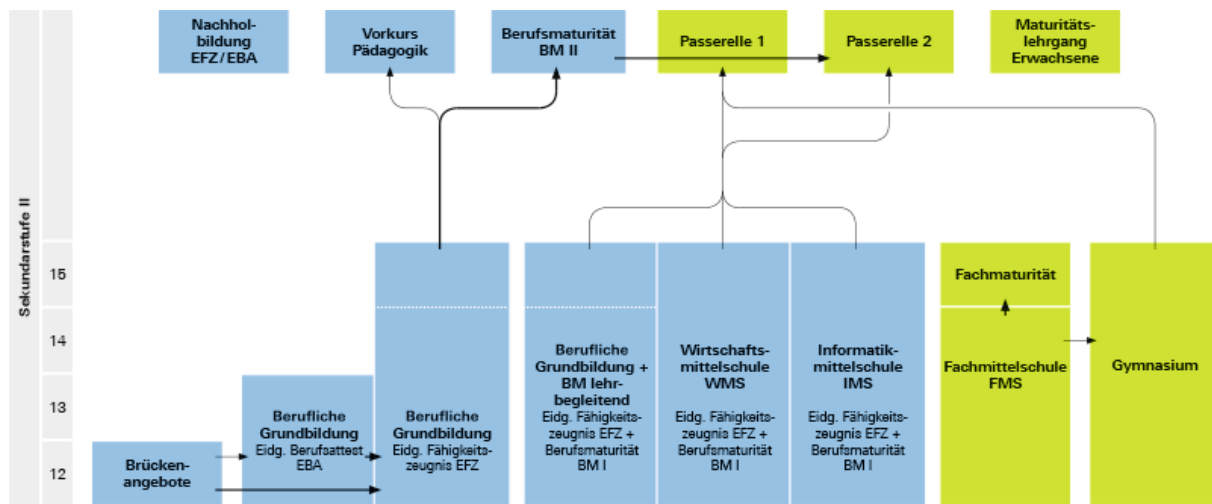 Nachhol-
bildung
EFZ/EBA
Vorkurs
Pädagogik
Berufsmaturität
BM II
Passerelle 1
Passerelle 2
Maturitäts-
lehrgang
Erwachsene
Sekundarstufe II
15
14
13
12
Brücken-
angebote
Berufliche
Grundbildung
Eidg. Berufsattest
EBA
Berufliche
Grundbildung
Eidg. Fähigkeits-
zeugnis EFZ
Berufliche
Grundbildung +
BM lehr-
begleitend
Eidg. Fähigkeits-
zeugnis EFZ +
Berufsmaturität
BM I
Wirtschafts-
mittelschule
WMS
Eidg. Fähigkeits-
zeugnis EFZ +
Berufsmaturität
BM I
Informatik-
mittelschule
IMS
Eidg. Fähigkeits-
zeugnis EFZ +
Berufsmaturität
BM I
Fachmaturität
Fachmittelschule
FMS
Gymnasium